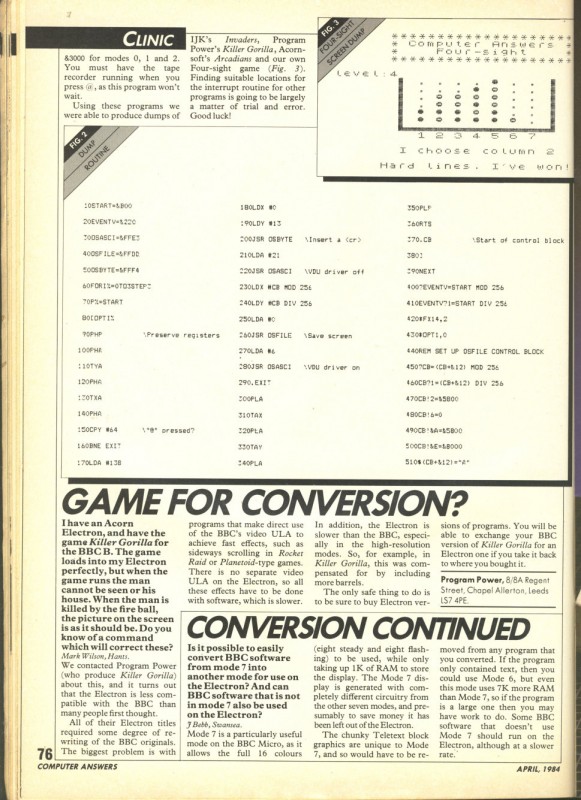 CLINIC
&3000 for modes 0, 1 and 2.
You must have the tape
recorder running when you
press @, as this program won't
wait.
Using these programs we
were able to produce dumps of
IJK's Invaders, Program
Power's Killer Gorilla, Acorn-
soft's Arcadians and our own
Four-sight game (Fig. 3).
Finding suitable locations for
the interrupt routine for other
programs is going to be largely
a matter of trial and error.
Good luck!
FIG. 3
FOUR-SIGHT
SCREEN DUMP
Computer Answers
Four-sight
level:4
1 2 3 4 5 6 7
I choose column 2
Hard lines, I've won!
FIG. 2
DUMP
ROUTINE
10START=&B00
20EVENTV=&220
30OSASCI=&FFE3
40OSFILE=&FFDD
50OSBYTE=&FFF4
60FORI%=0TO3STEP3
70P%=START
80[OPTI%
90PHP \Preserve registers
100PHA
110TYA
120PHA
130TXA
140PHA
150CPY #64 \"@" pressed?
160BNE EXIT
170LDA #138
180LDX #0
190LDY #13
200JSR OSBYTE \Insert a (cr)
210LDA #21
220JSR OSASCI \VDU driver off
230LDX #CB MOD 256
240LDY #CB DIV 256
250LDA #0
260JSR OSFILE \Save screen
270LDA #6
280JSR OSASCI \VDU driver on
290.EXIT
300PLA
310TAX
320PLA
330TAY
340PLA
350PLP
360RTS
370.CB \Start of control block
380]
390NEXT
400?EVENTV=START MOD 256
410EVENTV?1=START DIV 256
420*FX14,2
430*OPT1,0
440REM SET UP OSFILE CONTROL BLOCK
450?CB=(CB+&12) MOD 256
460CB?1=(CB+&12) DIV 256
470CB!2=&5800
480CB!6=0
490CB!&A=&5800
500CB!&E=&8000
510$(CB+&12)="@"
GAME FOR CONVERSION?
I have an Acorn
Electron, and have the
game Killer Gorilla for
the BBC B. The game
loads into my Electron
perfectly, but when the
game runs the man
cannot be seen or his
house. When the man is
killed by the fire ball,
the picture on the screen
is as it should be. Do you
know of a command
which will correct these?
Mark Wilson, Hants.
We contacted Program Power
(who produce Killer Gorilla)
about this, and it turns out
that the Electron is less com-
patible with the BBC than
many people first thought.
All of their Electron titles
required some degree of re-
writing of the BBC originals.
The biggest problem is with
programs that make direct use
of the BBC's video ULA to
achieve fast effects, such as
sideways scrolling in Rocket
Raid or Planetoid-type games.
There is no separate video
ULA on the Electron, so all
these effects have to be done
with software, which is slower.
In addition, the Electron is
slower than the BBC, especi-
ally in the high-resolution
modes. So, for example, in
Killer Gorilla, this was com-
pensated for by including
more barrels.
The only safe thing to do is
to be sure to buy Electron ver-
sions of programs. You will be
able to exchange your BBC
version of Killer Gorilla for an
Electron one if you take it back
to where you bought it.
Program Power, 8/8A Regent
Street, Chapel Allerton, Leeds
LS7 4PE.
CONVERSION CONTINUED
Is it possible to easily
convert BBC software
from mode 7 into
another mode for use on
the Electron? And can
BBC software that is not
in mode 7 also be used
on the Electron?
J Bebb, Swansea.
Mode 7 is a particularly useful
mode on the BBC Micro, as it
allows the full 16 colours
(eight steady and eight flash-
ing) to be used, while only
taking up 1K of RAM to store
the display. The Mode 7 dis-
play is generated with com-
pletely different circuitry from
the other seven modes, and pre-
sumably to save money it has
been left out of the Electron.
The chunky Teletext block
graphics are unique to Mode
7, and so would have to be re-
moved from any program that
you converted. If the program
only contained text, then you
could use Mode 6, but even
this mode uses 7K more RAM
than Mode 7, so if the program
is a large one then you may
have work to do. Some BBC
software that doesn't use
Mode 7 should run on the
Electron, although at a slower
rate.
76
COMPUTER ANSWERS
APRIL, 1984